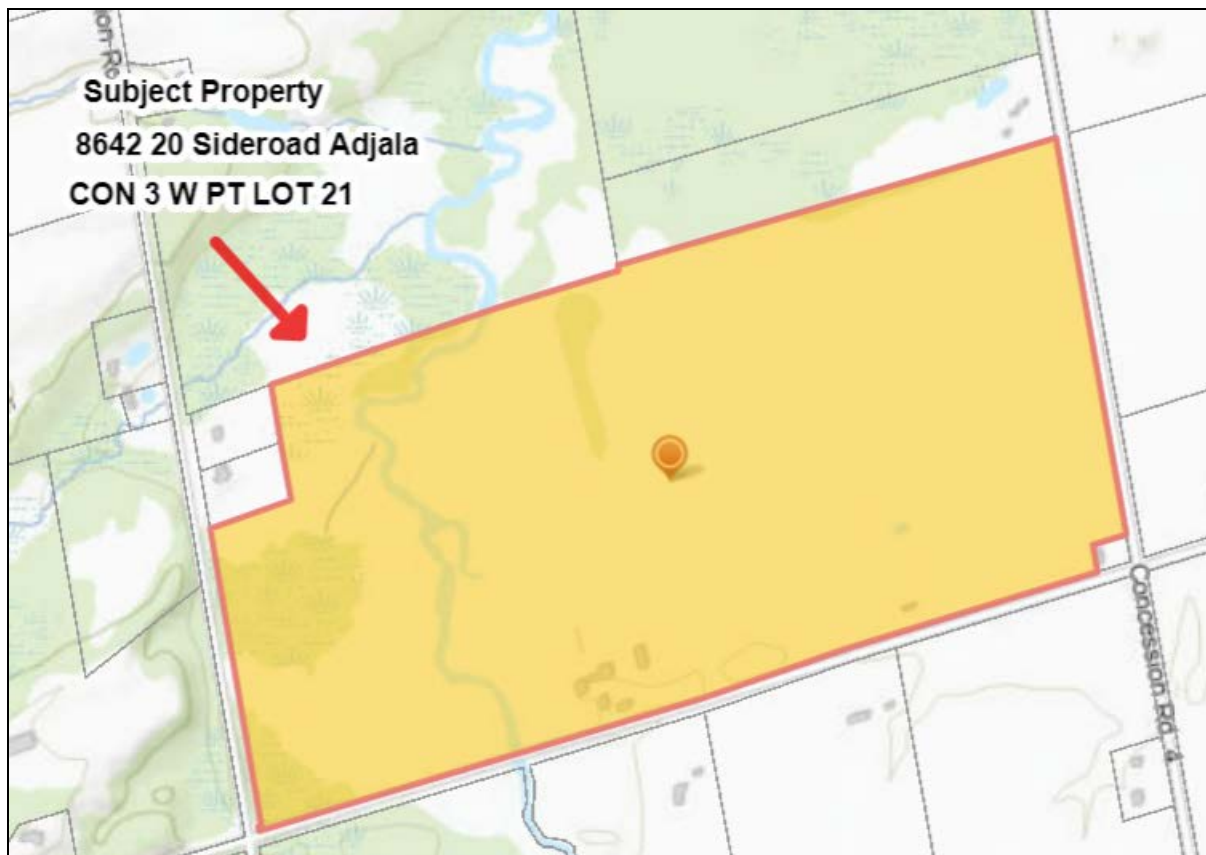 Subject Property
8642 20 Sideroad Adjala
CON 3 W PT LOT 21
Concession Rd. 4